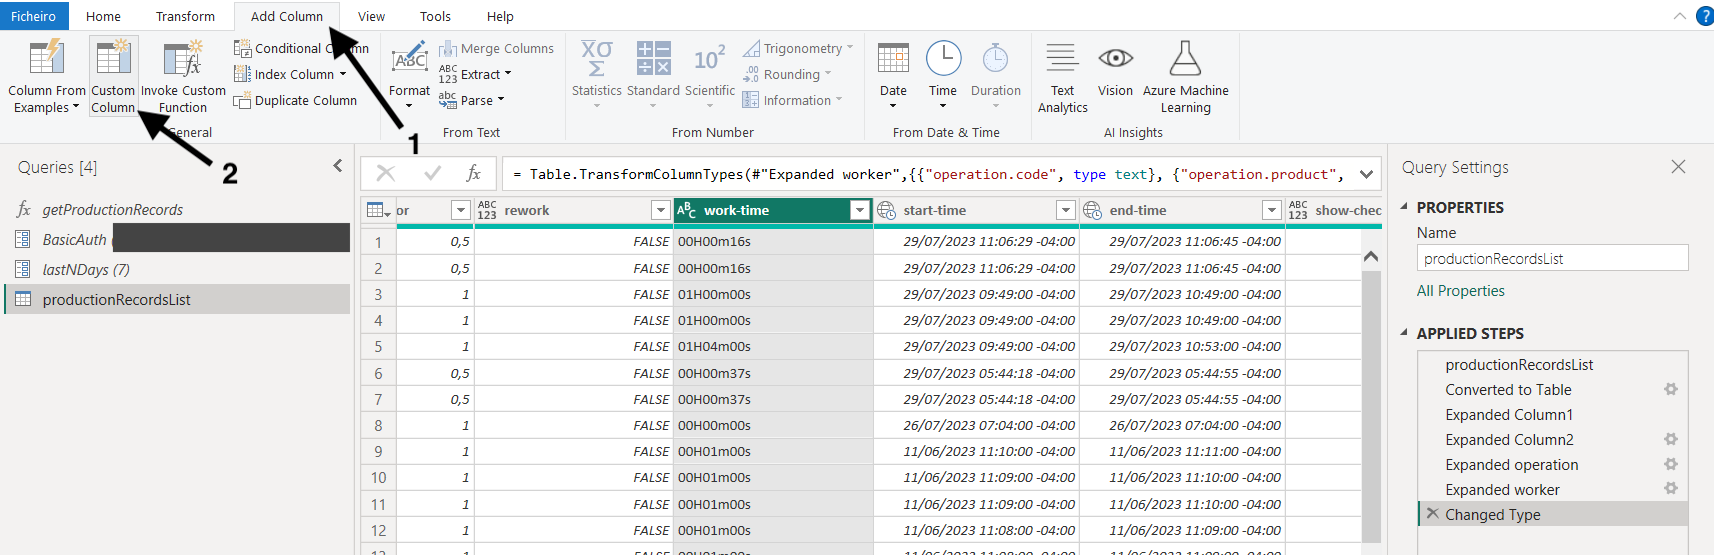 Ficheiro Home Transform Add Column View Tools Help ?
Column From Examples
Custom Column
Invoke Custom Function
Conditional Column
Index Column
Duplicate Column
General
Format
Merge Columns
Extract
Parse
From Text
Statistics
Standard
Scientific
Trigonometry
Rounding
Information
From Number
Date
Time
Duration
From Date & Time
Text Analytics
Vision
Azure Machine Learning
AI Insights
1
2
Queries [4]
getProductionRecords
BasicAuth
lastNDays (7)
productionRecordsList
fx = Table.TransformColumnTypes(#"Expanded worker",{{"operation.code", type text}, {"operation.product",
or ABC 123 rework ABC work-time start-time end-time ABC 123 show-chec
1 0,5 FALSE 00H00m16s 29/07/2023 11:06:29 -04:00 29/07/2023 11:06:45 -04:00
2 0,5 FALSE 00H00m16s 29/07/2023 11:06:29 -04:00 29/07/2023 11:06:45 -04:00
3 1 FALSE 01H00m00s 29/07/2023 09:49:00 -04:00 29/07/2023 10:49:00 -04:00
4 1 FALSE 01H00m00s 29/07/2023 09:49:00 -04:00 29/07/2023 10:49:00 -04:00
5 1 FALSE 01H04m00s 29/07/2023 09:49:00 -04:00 29/07/2023 10:53:00 -04:00
6 0,5 FALSE 00H00m37s 29/07/2023 05:44:18 -04:00 29/07/2023 05:44:55 -04:00
7 0,5 FALSE 00H00m37s 29/07/2023 05:44:18 -04:00 29/07/2023 05:44:55 -04:00
8 1 FALSE 00H00m00s 26/07/2023 07:04:00 -04:00 26/07/2023 07:04:00 -04:00
9 1 FALSE 00H01m00s 11/06/2023 11:10:00 -04:00 11/06/2023 11:11:00 -04:00
10 1 FALSE 00H01m00s 11/06/2023 11:09:00 -04:00 11/06/2023 11:10:00 -04:00
11 1 FALSE 00H01m00s 11/06/2023 11:09:00 -04:00 11/06/2023 11:10:00 -04:00
12 1 FALSE 00H01m00s 11/06/2023 11:08:00 -04:00 11/06/2023 11:09:00 -04:00
Query Settings
PROPERTIES
Name
productionRecordsList
All Properties
APPLIED STEPS
productionRecordsList
Converted to Table
Expanded Column1
Expanded Column2
Expanded operation
Expanded worker
Changed Type